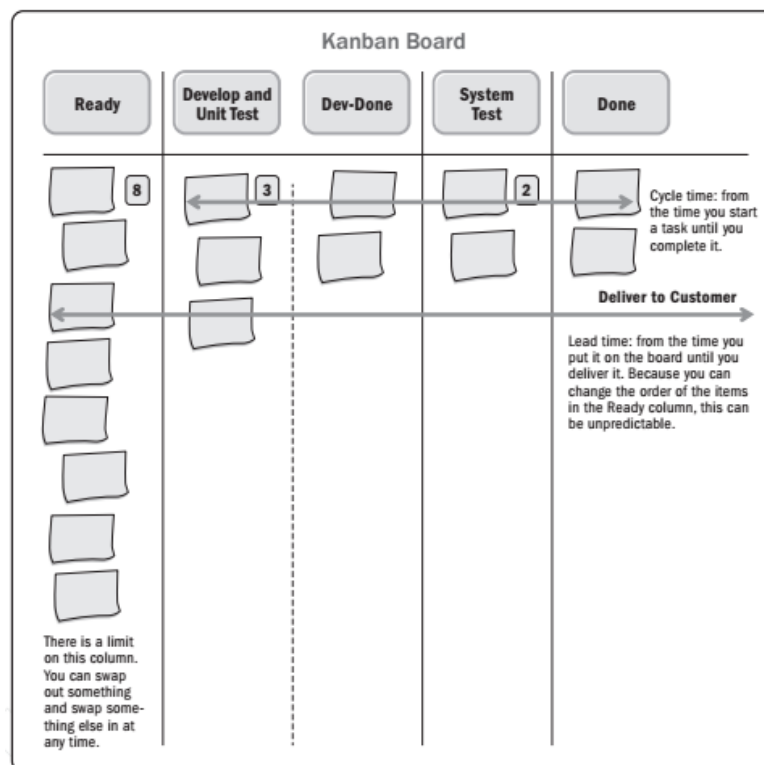 Kanban Board
Ready
Develop and
Unit Test
Dev-Done
System
Test
Done
8
3
2
Cycle time: from
the time you start
a task until you
complete it.
Deliver to Customer
Lead time: from the time you
put it on the board until you
deliver it. Because you can
change the order of the items
in the Ready column, this can
be unpredictable.
There is a limit
on this column.
You can swap
out something
and swap some-
thing else in at
any time.